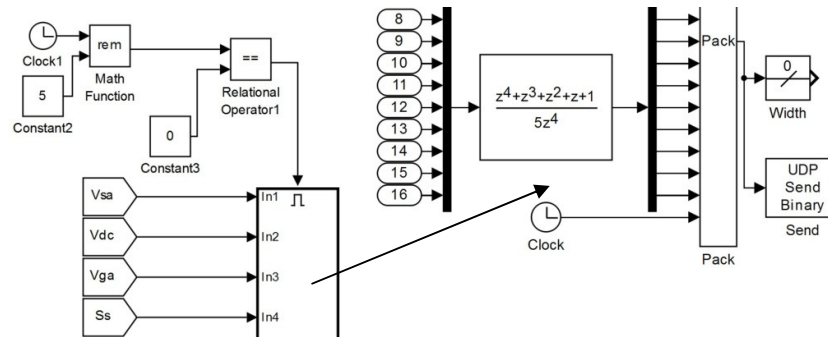 Clock1
rem
Math
Function
5
Constant2
==
Relational
Operator1
0
Constant3
Vsa
Vdc
Vga
Ss
In1
In2
In3
In4
8
9
10
11
12
13
14
15
16
z⁴+z³+z²+z+1
5z⁴
Clock
Pack
Pack
0
Width
UDP
Send
Binary
Send